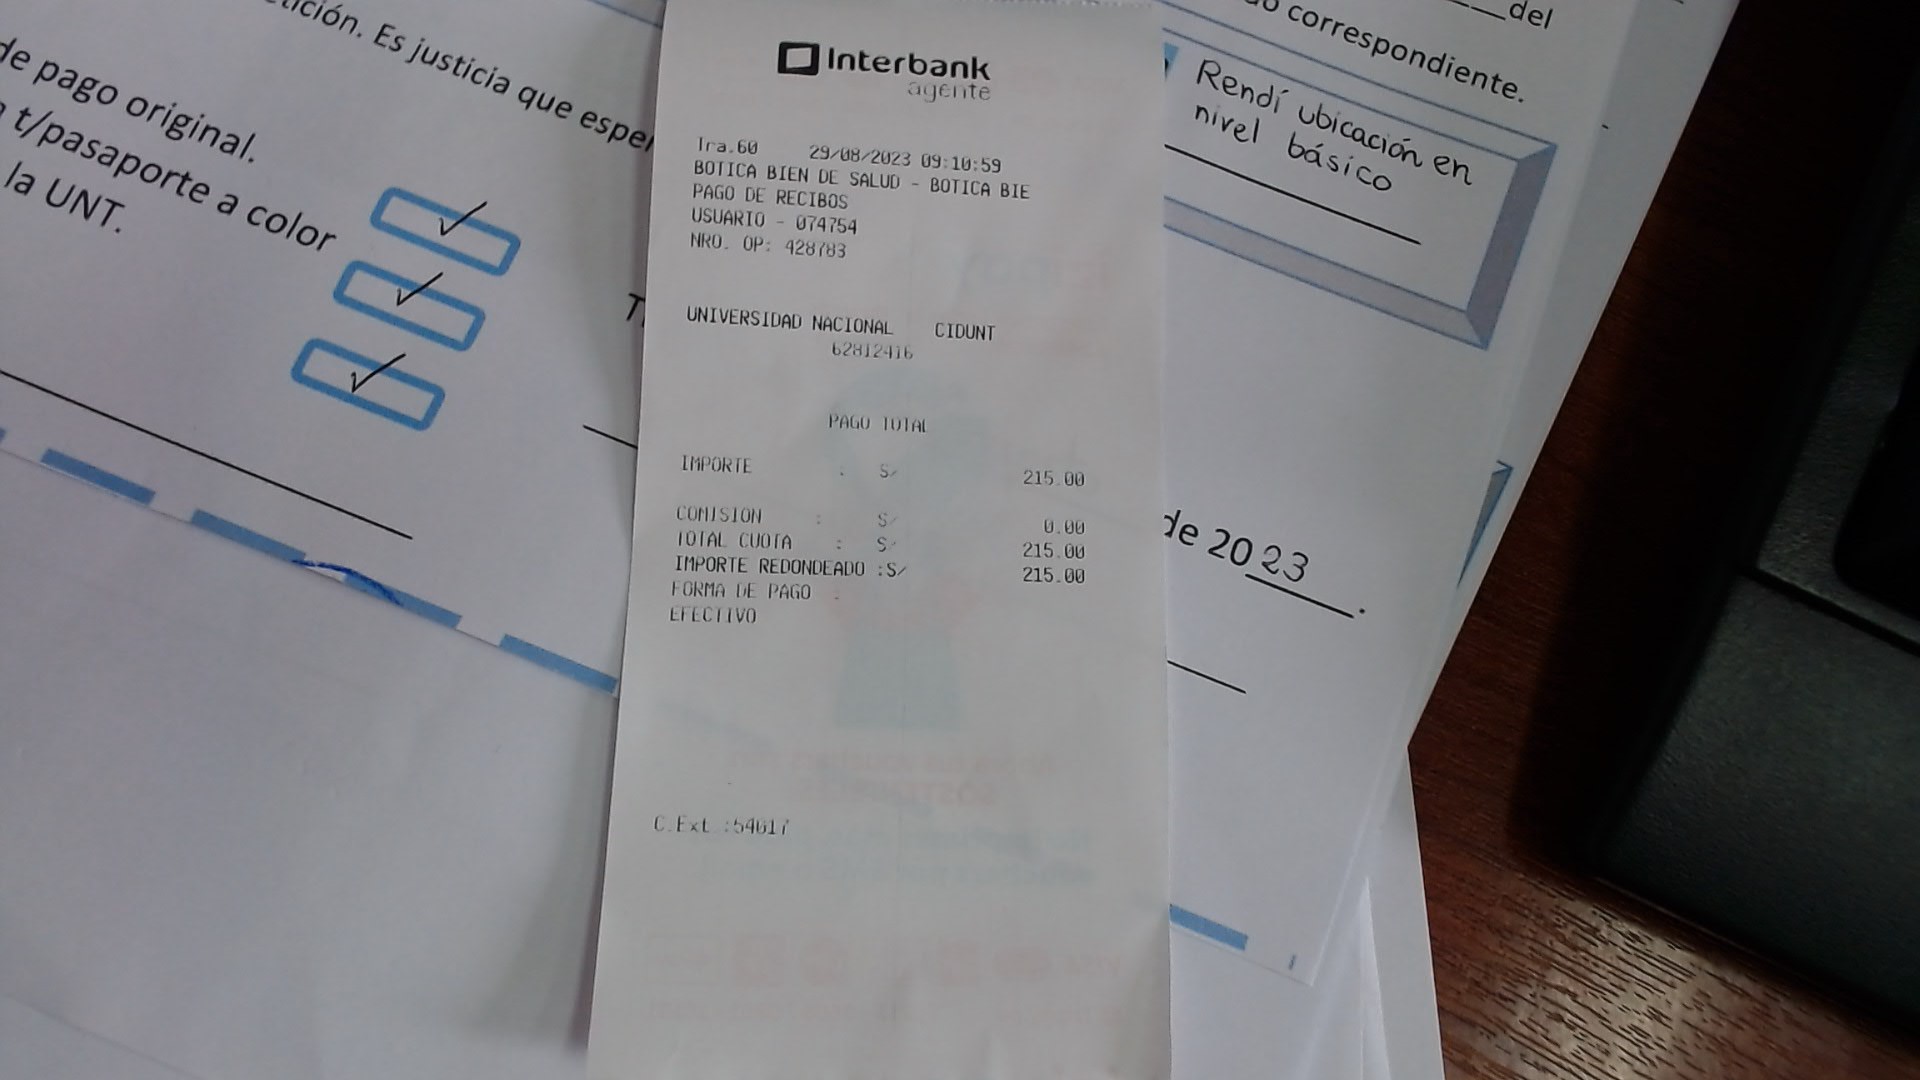 Es justicia que esper
de pago original.
t/pasaporte a color
la UNT.
Interbank
agente
Tra.60 29/08/2023 09:10:59
BOTICA BIEN DE SALUD - BOTICA BIE
PAGO DE RECIBOS
USUARIO - 074754
NRO. OP: 428783
UNIVERSIDAD NACIONAL CIDUNT
62812416
PAGO TOTAL
IMPORTE : S/ 215.00
COMISION : S/ 0.00
TOTAL CUOTA : S/ 215.00
IMPORTE REDONDEADO :S/ 215.00
FORMA DE PAGO :
EFECTIVO
C.Ext.:54617
del
correspondiente.
Rendí ubicación en
nivel básico
de 2023.